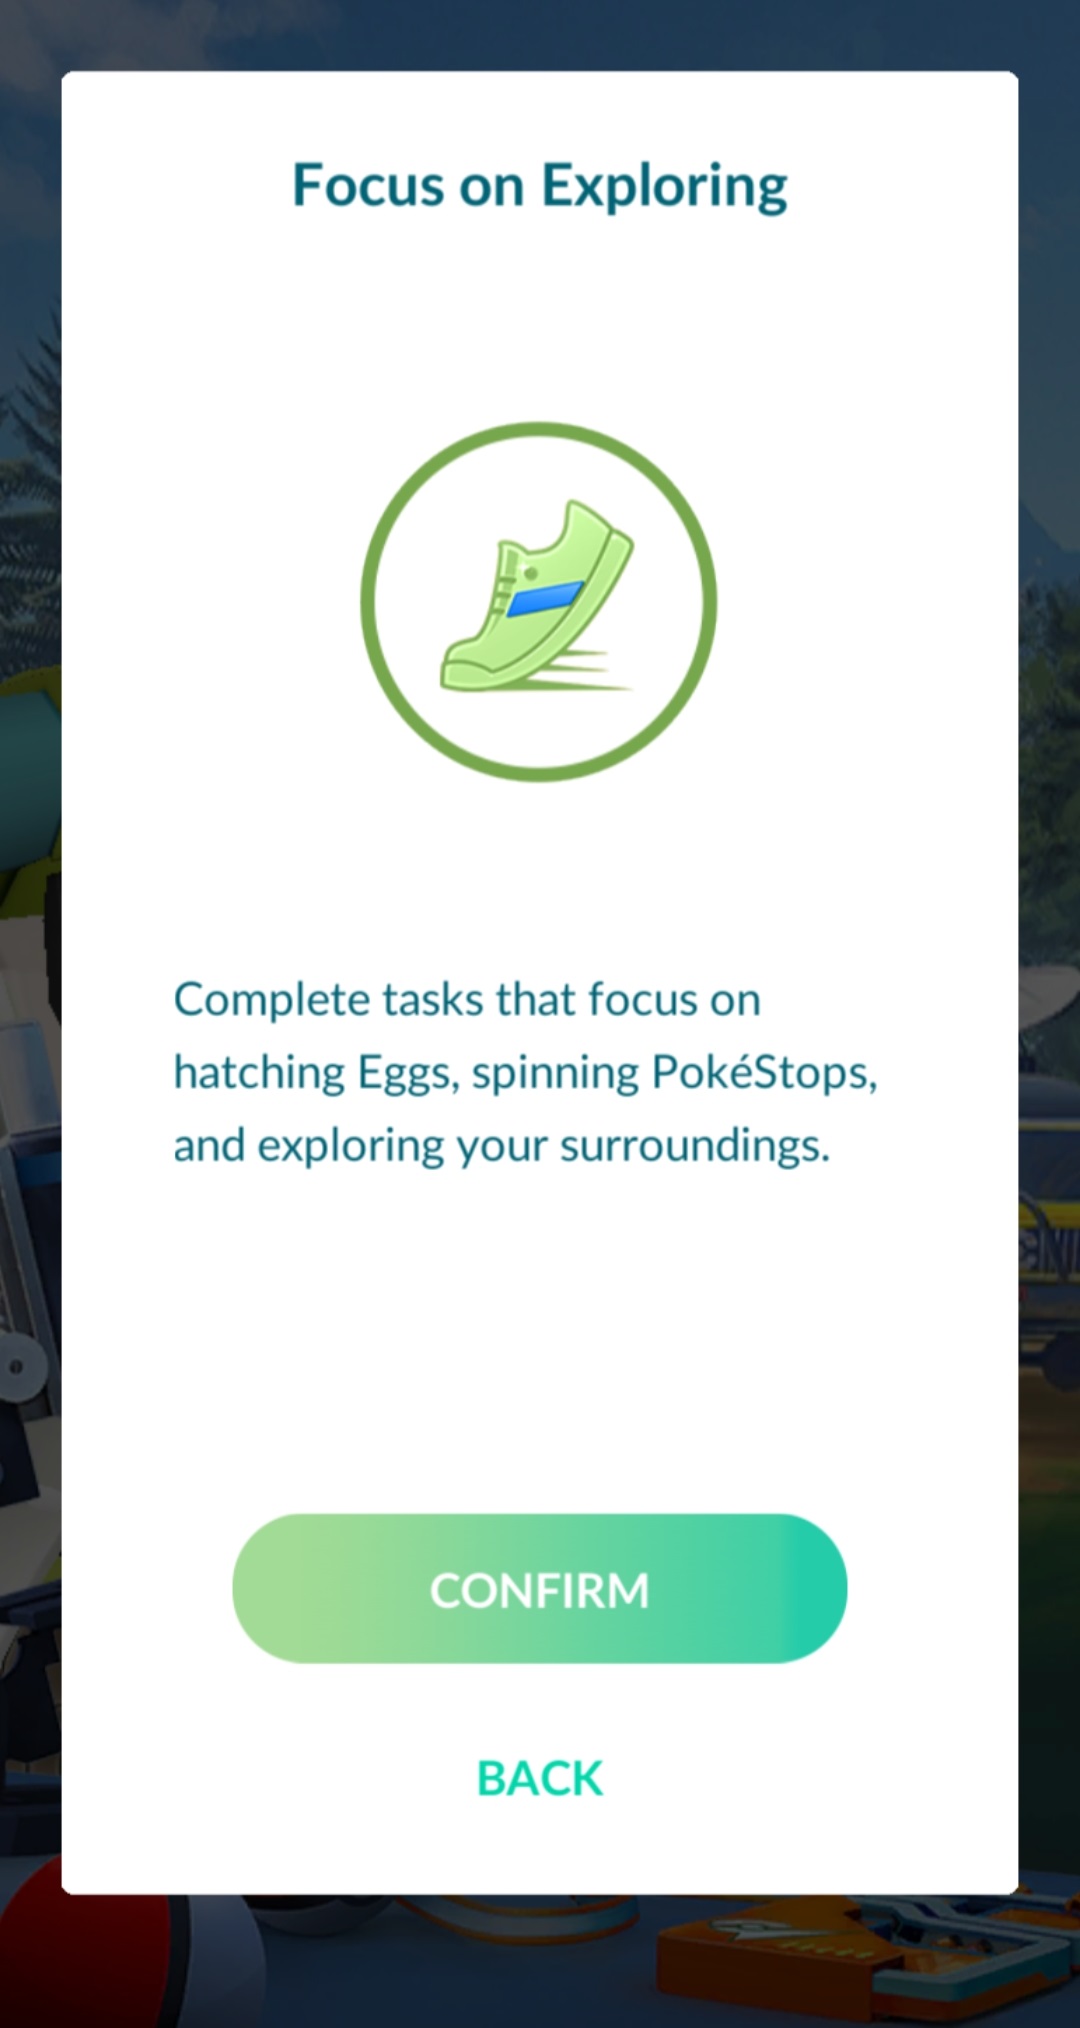 Focus on Exploring
Complete tasks that focus on
hatching Eggs, spinning PokéStops,
and exploring your surroundings.
CONFIRM
BACK